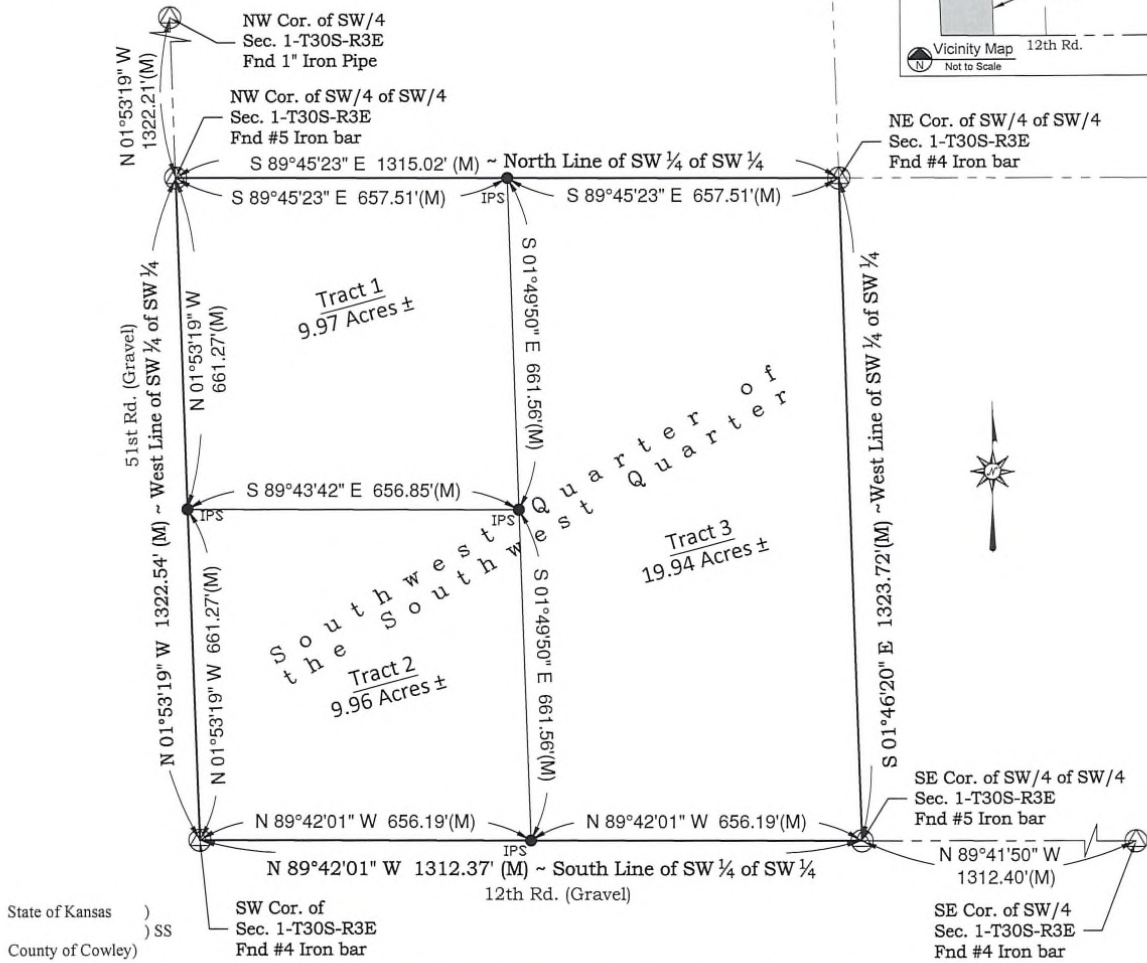 NW Cor. of SW/4
Sec. 1-T30S-R3E
Fnd 1" Iron Pipe
N 01°53'19" W
1322.21'(M)
Vicinity Map
Not to Scale
N
12th Rd.
NW Cor. of SW/4 of SW/4
Sec. 1-T30S-R3E
Fnd #5 Iron bar
NE Cor. of SW/4 of SW/4
Sec. 1-T30S-R3E
Fnd #4 Iron bar
S 89°45'23" E 1315.02' (M) ~ North Line of SW ¼ of SW ¼
S 89°45'23" E 657.51'(M)
IPS
S 89°45'23" E 657.51'(M)
51st Rd. (Gravel)
N 01°53'19" W 1322.54' (M) ~ West Line of SW ¼ of SW ¼
N 01°53'19" W
661.27'(M)
Tract 1
9.97 Acres ±
S 01°49'50" E 661.56'(M)
S 01°46'20" E 1323.72'(M) ~West Line of SW ¼ of SW ¼
N
S 89°43'42" E 656.85'(M)
IPS
IPS
Southwest Quarter of
the Southwest Quarter
Tract 3
19.94 Acres ±
N 01°53'19" W 661.27'(M)
Tract 2
9.96 Acres ±
S 01°49'50" E 661.56'(M)
SE Cor. of SW/4 of SW/4
Sec. 1-T30S-R3E
Fnd #5 Iron bar
N 89°42'01" W 656.19'(M)
IPS
N 89°42'01" W 656.19'(M)
N 89°42'01" W 1312.37' (M) ~ South Line of SW ¼ of SW ¼
12th Rd. (Gravel)
N 89°41'50" W
1312.40'(M)
State of Kansas )
) SS
County of Cowley)
SW Cor. of
Sec. 1-T30S-R3E
Fnd #4 Iron bar
SE Cor. of SW/4
Sec. 1-T30S-R3E
Fnd #4 Iron bar